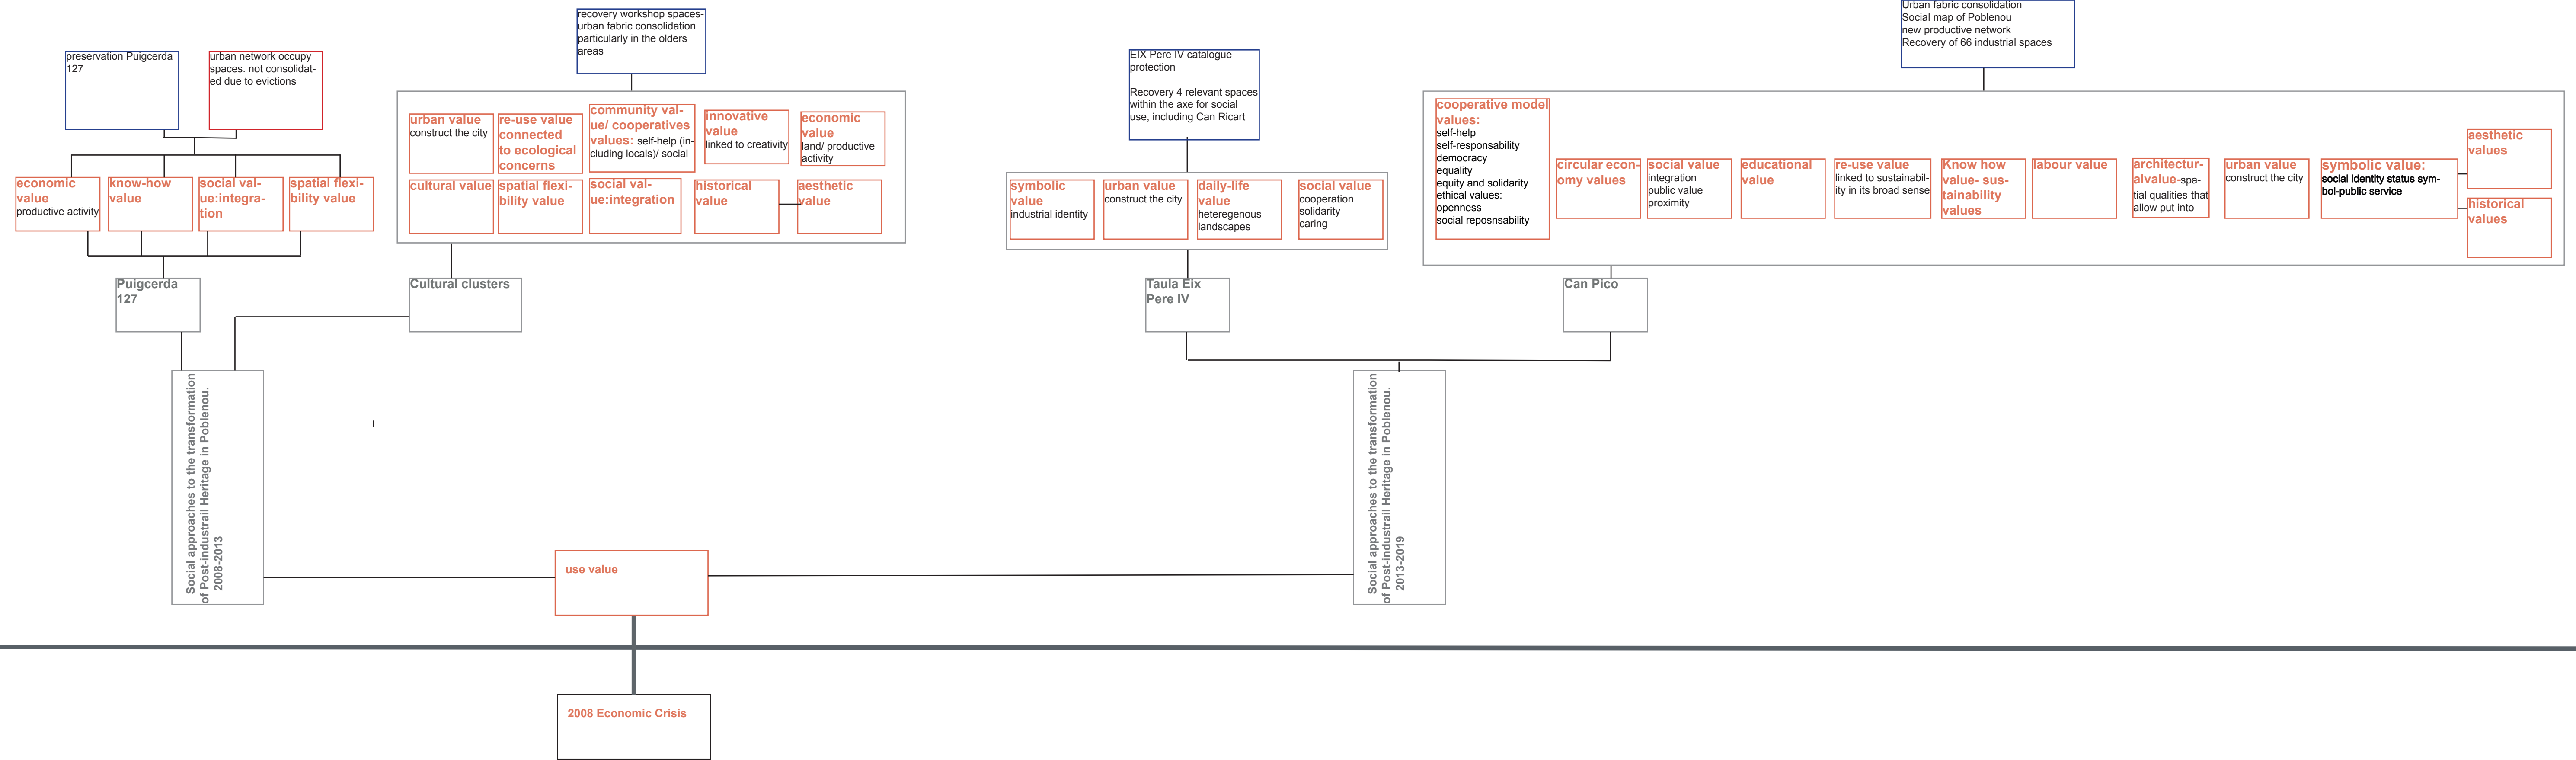 preservation Puigcerda
127
urban network occupy
spaces. not consolidat-
ed due to evictions
recovery workshop spaces-
urban fabric consolidation
particularly in the olders
areas
EIX Pere IV catalogue
protection
Recovery 4 relevant spaces
within the axe for social
use, including Can Ricart
Urban fabric consolidation
Social map of Poblenou
new productive network
Recovery of 66 industrial spaces
economic
value
productive activity
know-how
value
social val-
ue:integra-
tion
spatial flexi-
bility value
urban value
construct the city
re-use value
connected
to ecological
concerns
community val-
ue/ cooperatives
values: self-help (in-
cluding locals)/ social
innovative
value
linked to creativity
economic
value
land/ productive
activity
cultural value
spatial flexi-
bility value
social val-
ue:integration
historical
value
aesthetic
value
symbolic
value
industrial identity
urban value
construct the city
daily-life
value
heteregenous
landscapes
social value
cooperation
solidarity
caring
cooperative model
values:
self-help
self-responsability
democracy
equality
equity and solidarity
ethical values:
openness
social reposnsability
circular econ-
omy values
social value
integration
public value
proximity
educational
value
re-use value
linked to sustainabil-
ity in its broad sense
Know how
value- sus-
tainability
values
labour value
architectur-
alvalue-spa-
tial qualities that
allow put into
urban value
construct the city
symbolic value:
social identity status sym-
bol-public service
aesthetic
values
historical
values
Puigcerda
127
Cultural clusters
Taula Eix
Pere IV
Can Pico
Social approaches to the transformation
of Post-industrail Heritage in Poblenou.
2008-2013
Social approaches to the transformation
of Post-industrail Heritage in Poblenou.
2013-2019
use value
2008 Economic Crisis